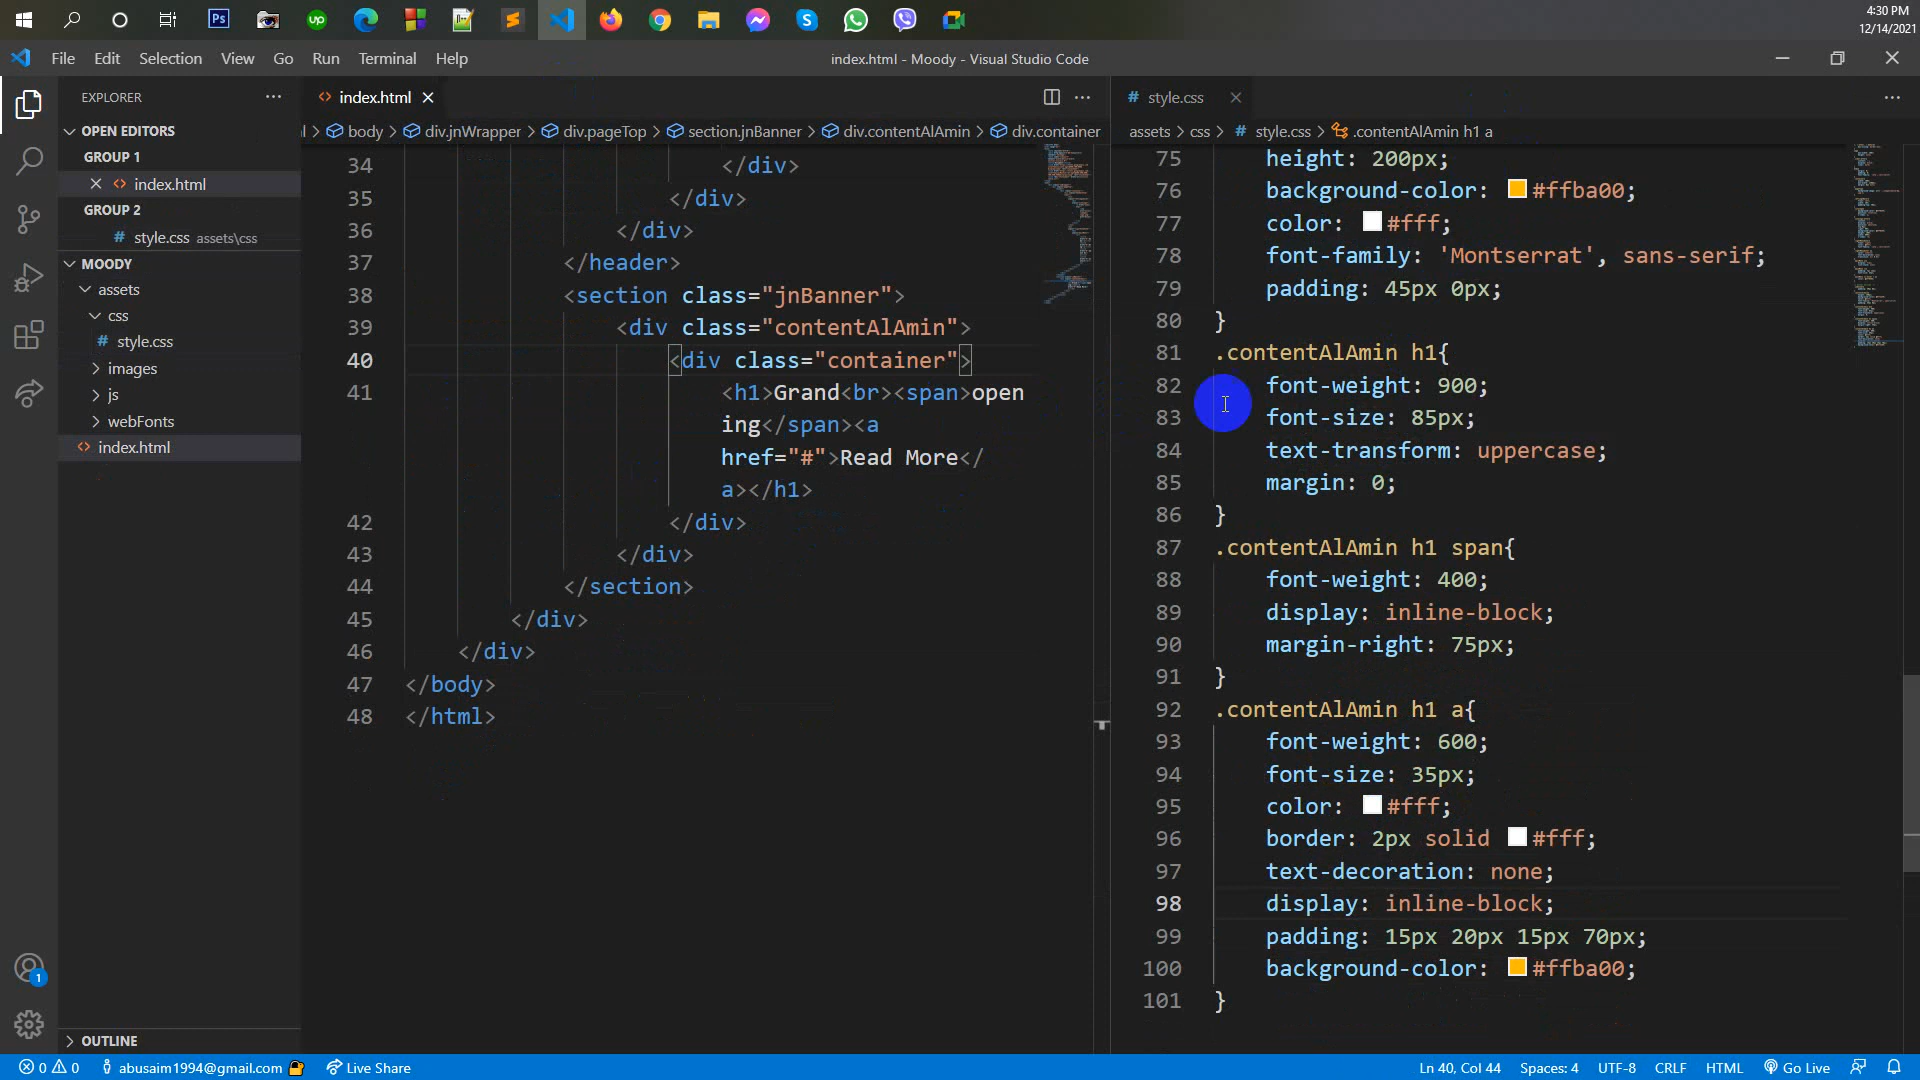 Ps
up
4:30 PM
12/14/2021
File Edit Selection View Go Run Terminal Help
index.html - Moody - Visual Studio Code
EXPLORER
OPEN EDITORS
GROUP 1
index.html
GROUP 2
# style.css assets\css
MOODY
assets
css
# style.css
images
js
webFonts
index.html
OUTLINE
index.html
body > div.jnWrapper > div.pageTop > section.jnBanner > div.contentAlAmin > div.container
34 </div>
35 </div>
36 </div>
37 </header>
38 <section class="jnBanner">
39 <div class="contentAlAmin">
40 <div class="container">
41 <h1>Grand<br><span>open
ing</span><a
href="#">Read More</
a></h1>
42 </div>
43 </div>
44 </section>
45 </div>
46 </div>
47 </body>
48 </html>
# style.css
assets > css > # style.css > .contentAlAmin h1 a
75 height: 200px;
76 background-color: #ffba00;
77 color: #fff;
78 font-family: 'Montserrat', sans-serif;
79 padding: 45px 0px;
80 }
81 .contentAlAmin h1{
82 font-weight: 900;
83 font-size: 85px;
84 text-transform: uppercase;
85 margin: 0;
86 }
87 .contentAlAmin h1 span{
88 font-weight: 400;
89 display: inline-block;
90 margin-right: 75px;
91 }
92 .contentAlAmin h1 a{
93 font-weight: 600;
94 font-size: 35px;
95 color: #fff;
96 border: 2px solid #fff;
97 text-decoration: none;
98 display: inline-block;
99 padding: 15px 20px 15px 70px;
100 background-color: #ffba00;
101 }
1
0 0 abusaim1994@gmail.com Live Share
Ln 40, Col 44 Spaces: 4 UTF-8 CRLF HTML Go Live